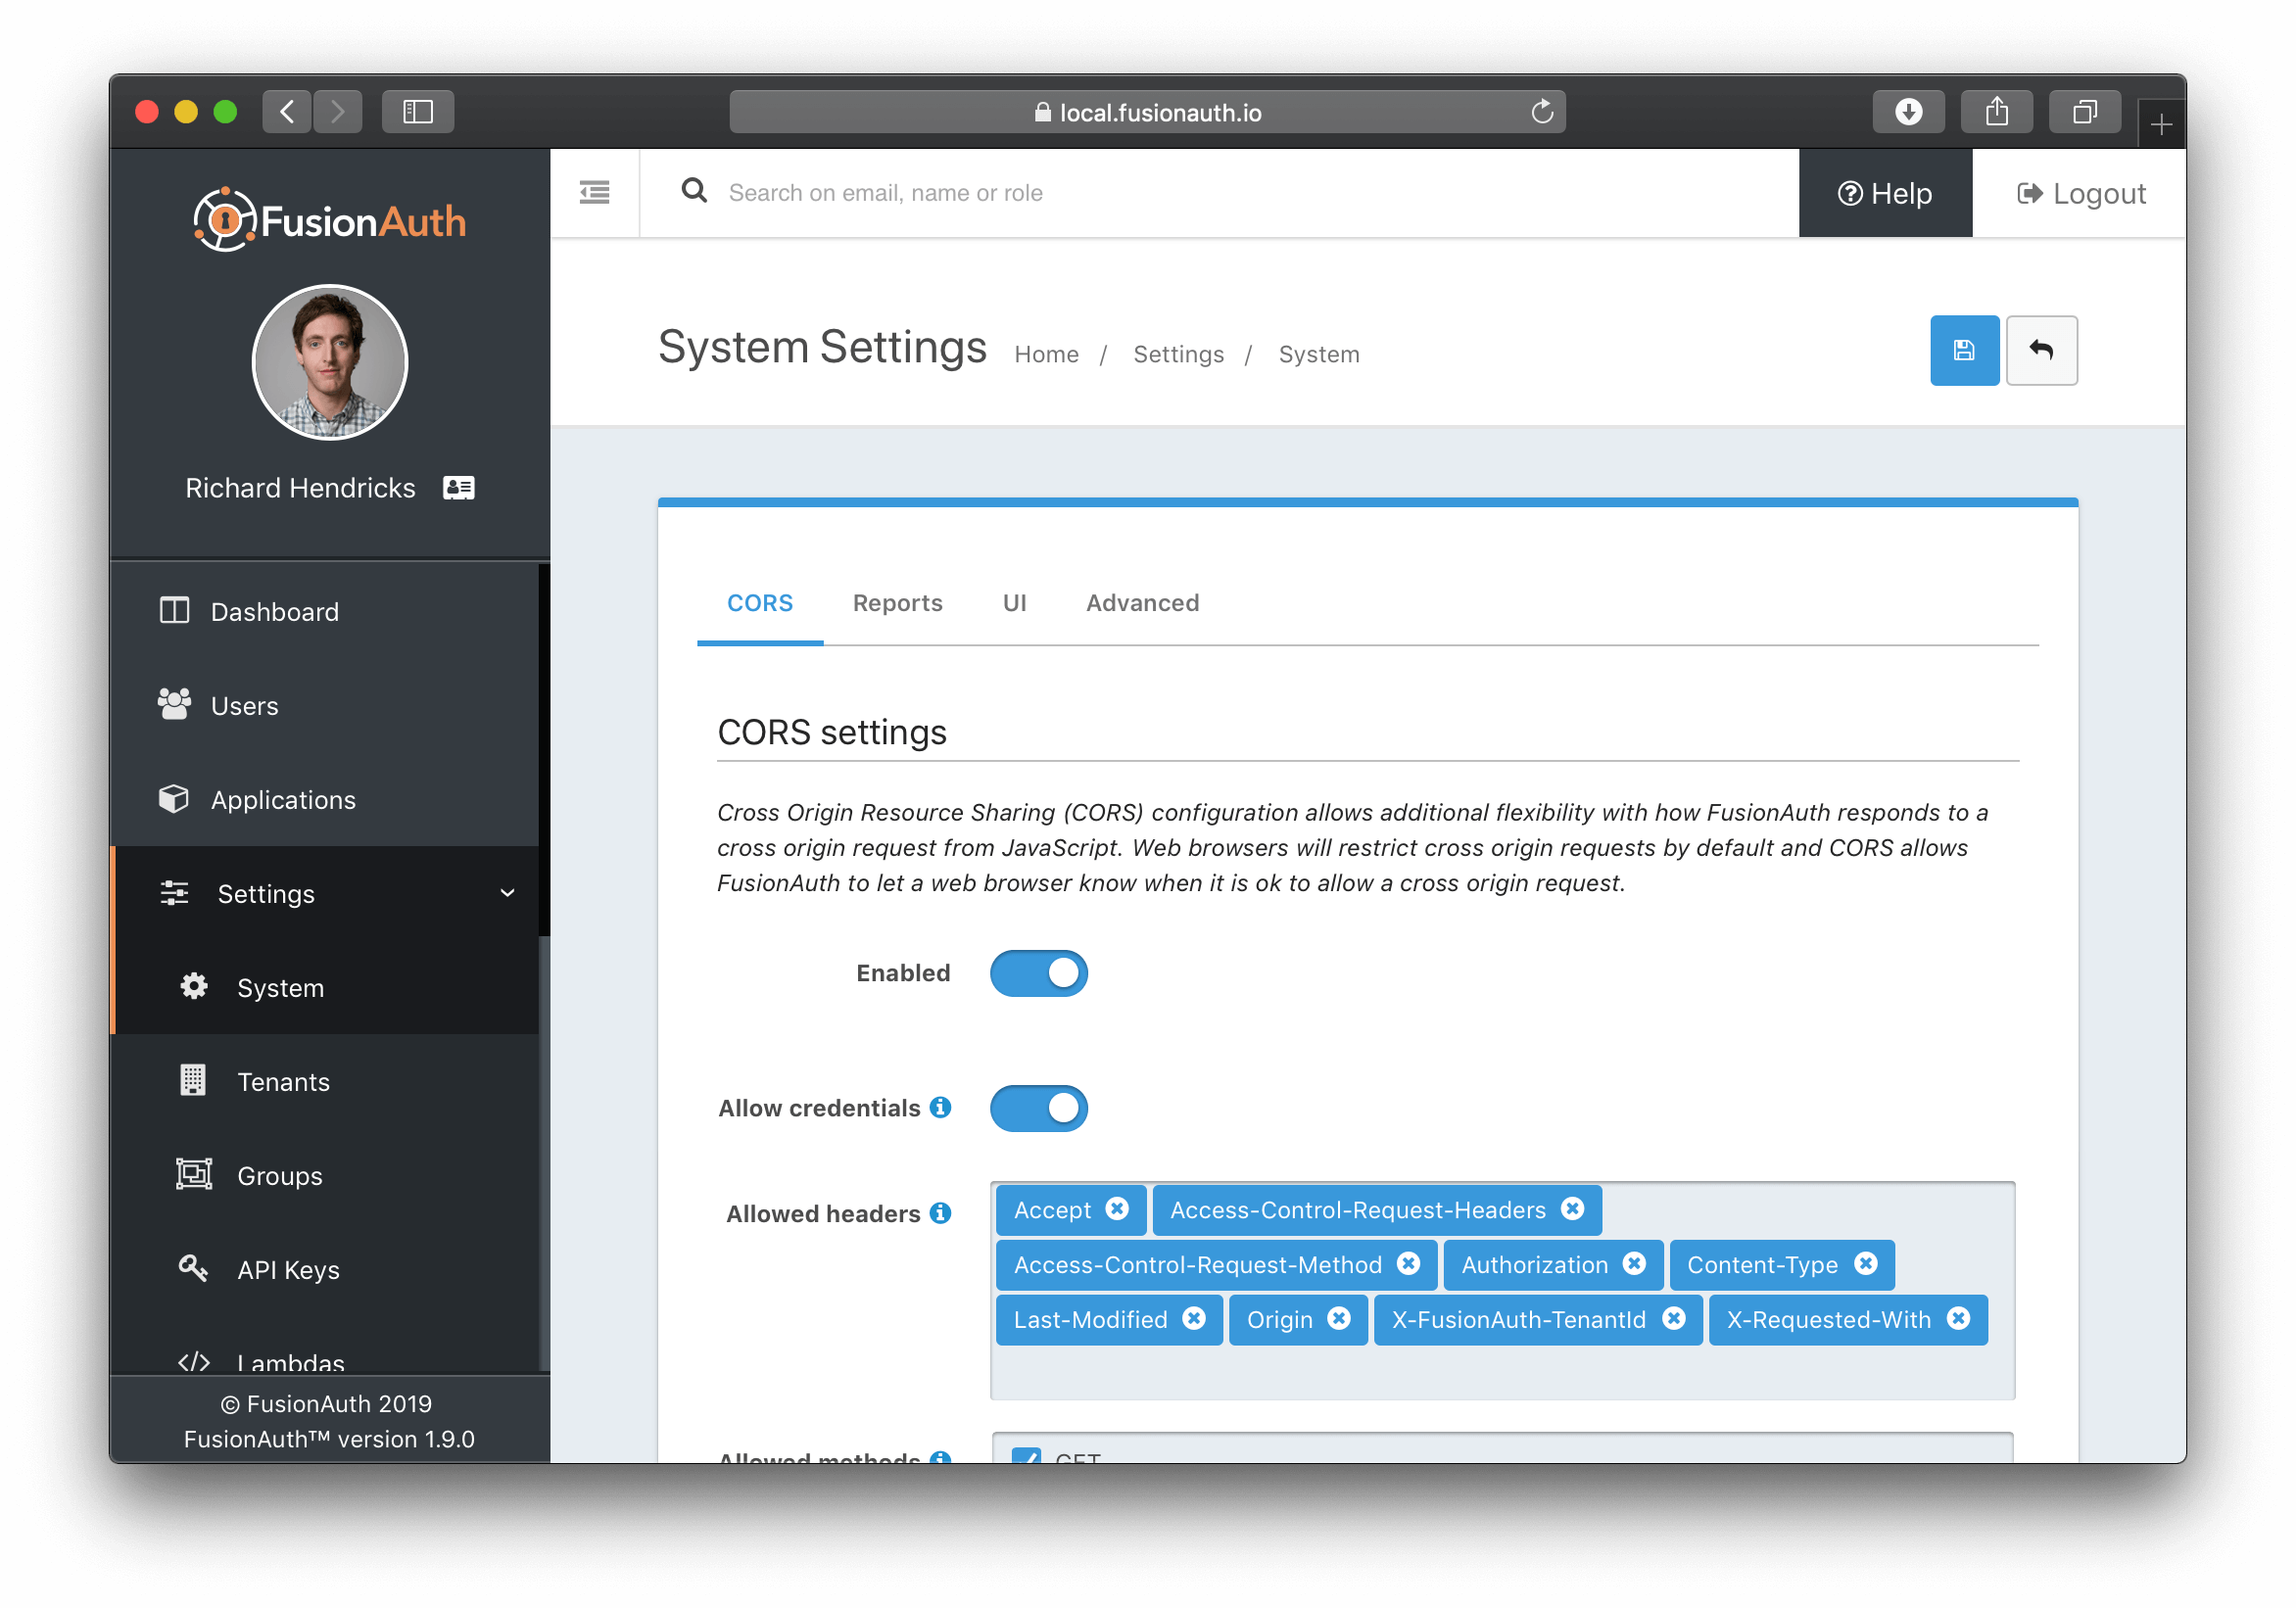 local.fusionauth.io
FusionAuth
Richard Hendricks
Dashboard
Users
Applications
Settings
System
Tenants
Groups
API Keys
Lambdas
© FusionAuth 2019
FusionAuth™ version 1.9.0
Search on email, name or role
Help
Logout
System Settings
Home / Settings / System
CORS Reports UI Advanced
CORS settings
Cross Origin Resource Sharing (CORS) configuration allows additional flexibility with how FusionAuth responds to a
cross origin request from JavaScript. Web browsers will restrict cross origin requests by default and CORS allows
FusionAuth to let a web browser know when it is ok to allow a cross origin request.
Enabled
Allow credentials
Allowed headers
Accept Access-Control-Request-Headers
Access-Control-Request-Method Authorization Content-Type
Last-Modified Origin X-FusionAuth-TenantId X-Requested-With
Allowed methods GET